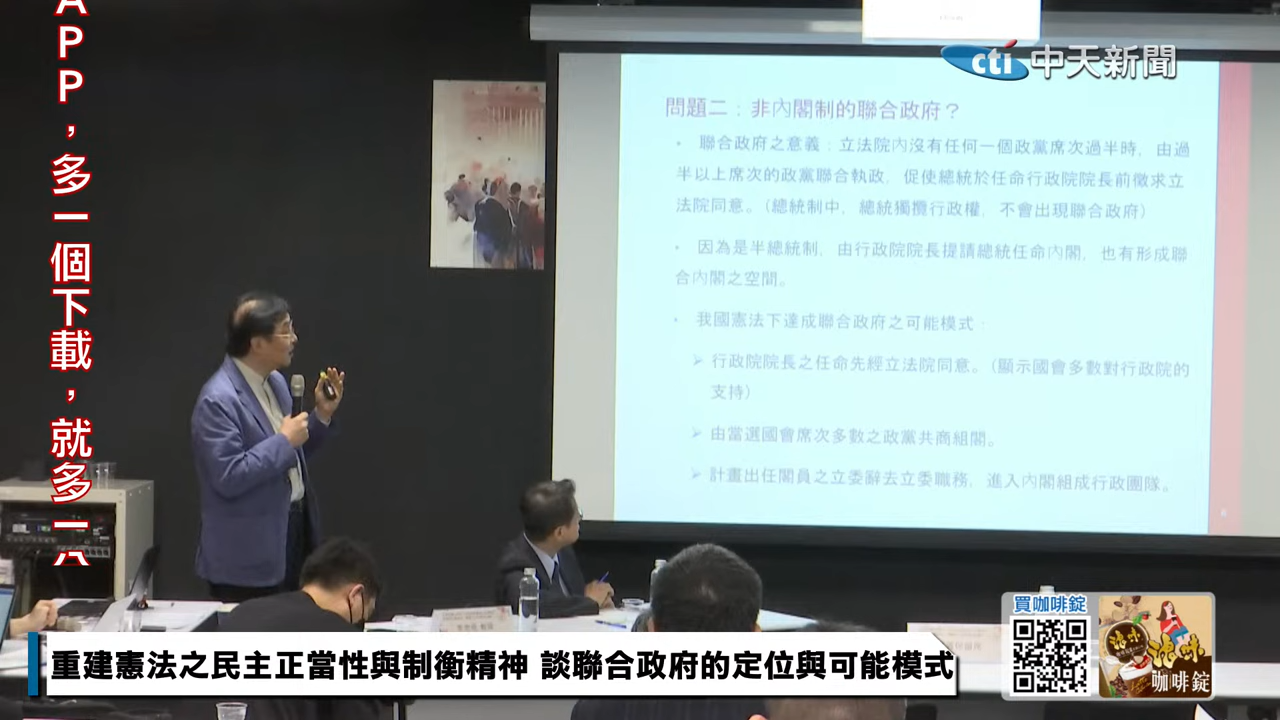 APP，多一個下載，就多一
cti 中天新聞
問題二：非內閣制的聯合政府？
• 聯合政府之意義：立法院內沒有任何一個政黨席次過半時，由過
半以上席次的政黨聯合執政，促使總統於任命行政院院長前徵求立
法院同意。（總統制中，總統獨攬行政權，不會出現聯合政府）
• 因為是半總統制，由行政院院長提請總統任命內閣，也有形成聯
合內閣之空間。
• 我國憲法下達成聯合政府之可能模式：
➢ 行政院院長之任命先經立法院同意。（顯示國會多數對行政院的
支持）
➢ 由當選國會席次多數之政黨共商組閣。
➢ 計畫出任閣員之立委辭去立委職務，進入內閣組成行政團隊。
買咖啡錠
咖啡錠
重建憲法之民主正當性與制衡精神 談聯合政府的定位與可能模式